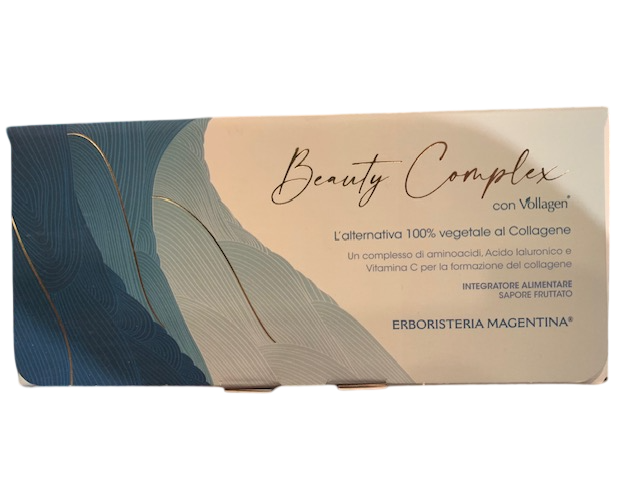 Beauty Complex
con Vollagen®
L'alternativa 100% vegetale al Collagene
Un complesso di aminoacidi, Acido Ialuronico e
Vitamina C per la formazione del collagene
INTEGRATORE ALIMENTARE
SAPORE FRUTTATO
ERBORISTERIA MAGENTINA®